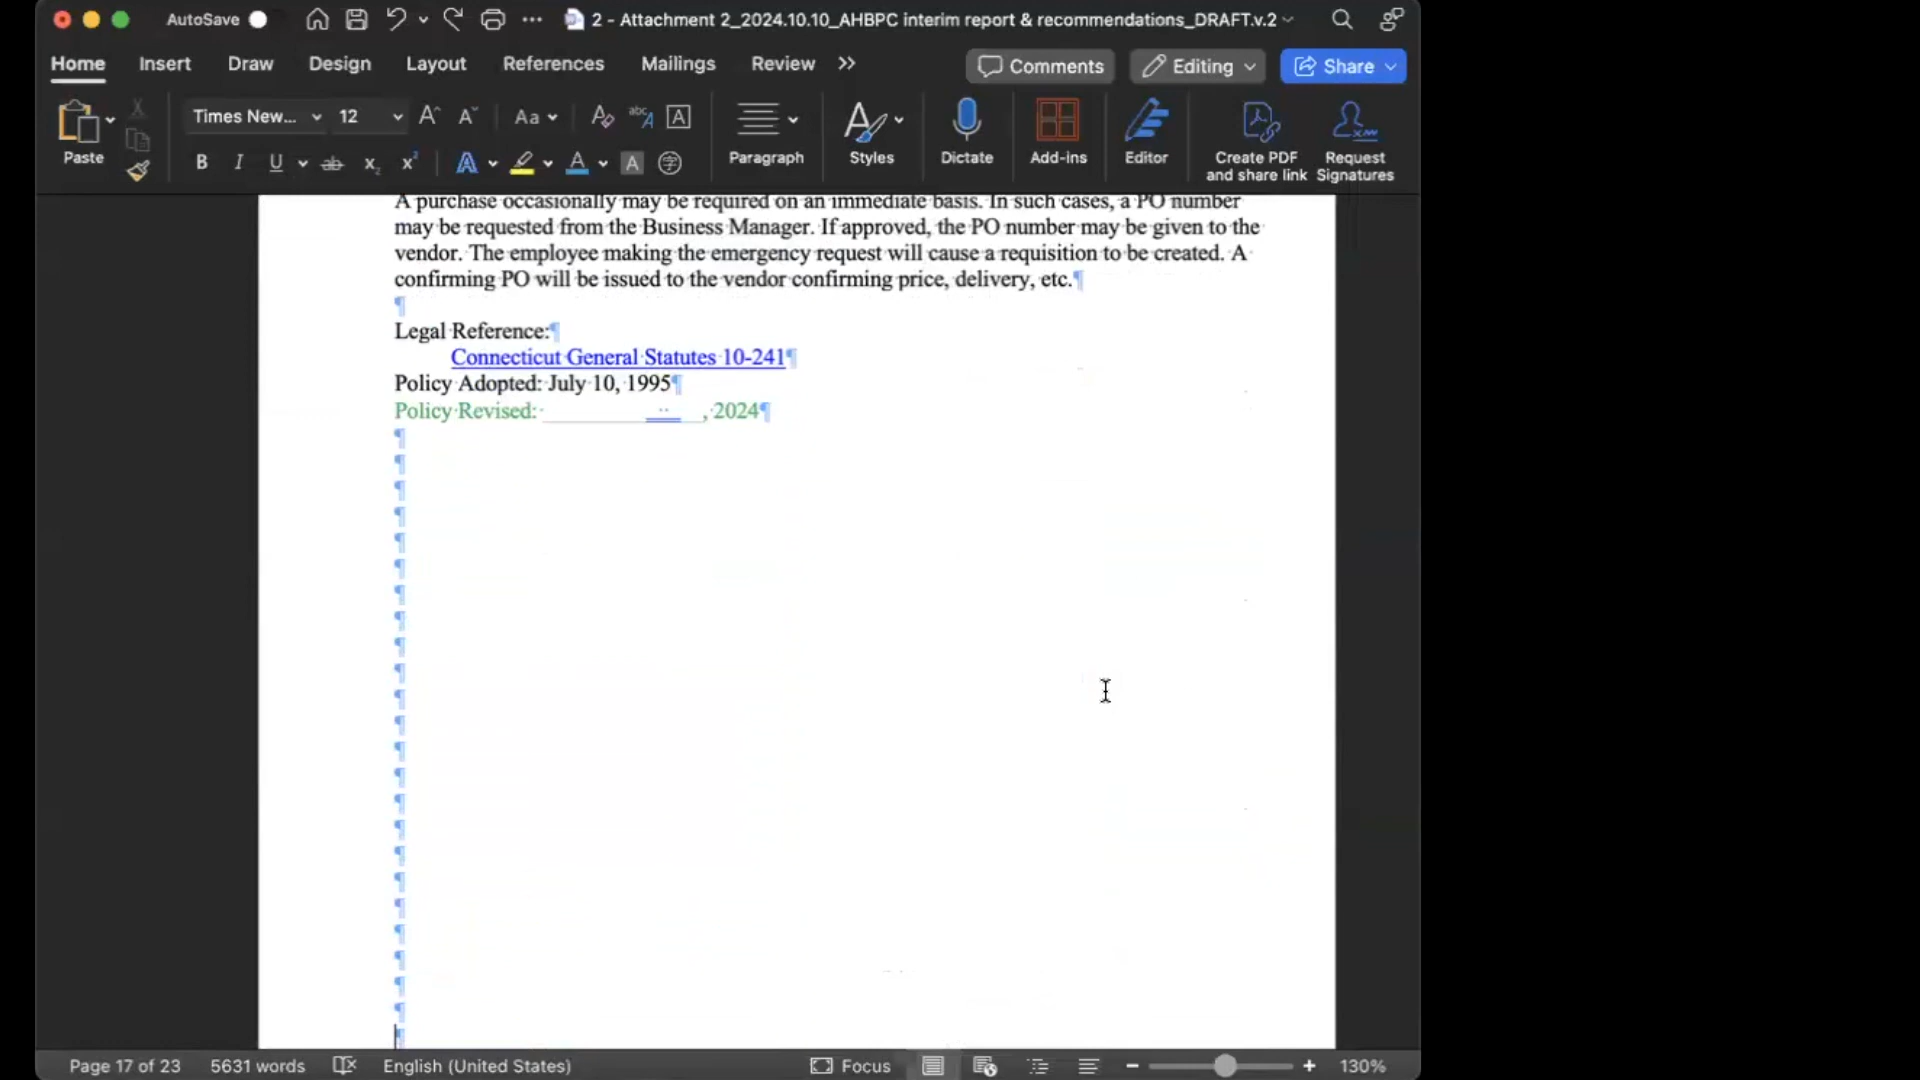 AutoSave
2 - Attachment 2_2024.10.10_AHBPC interim report & recommendations_DRAFT.v.2
Home Insert Draw Design Layout References Mailings Review >> Comments Editing Share
Times New... 12 Aa
Paste Paragraph Styles Dictate Add-ins Editor Create PDF and share link Request Signatures
A purchase occasionally may be required on an immediate basis. In such cases, a PO number
may be requested from the Business Manager. If approved, the PO number may be given to the
vendor. The employee making the emergency request will cause a requisition to be created. A
confirming PO will be issued to the vendor confirming price, delivery, etc.¶
¶
Legal Reference:¶
Connecticut General Statutes 10-241¶
Policy Adopted: July 10, 1995¶
Policy Revised: ____________, 2024¶
Page 17 of 23 5631 words English (United States) Focus 130%